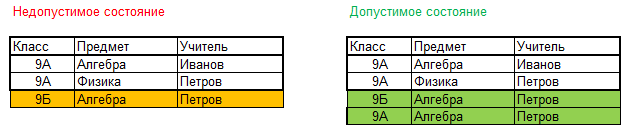 Недопустимое состояние
Класс Предмет Учитель
9А Алгебра Иванов
9А Физика Петров
9Б Алгебра Петров
Допустимое состояние
Класс Предмет Учитель
9А Алгебра Иванов
9А Физика Петров
9Б Алгебра Петров
9А Алгебра Петров